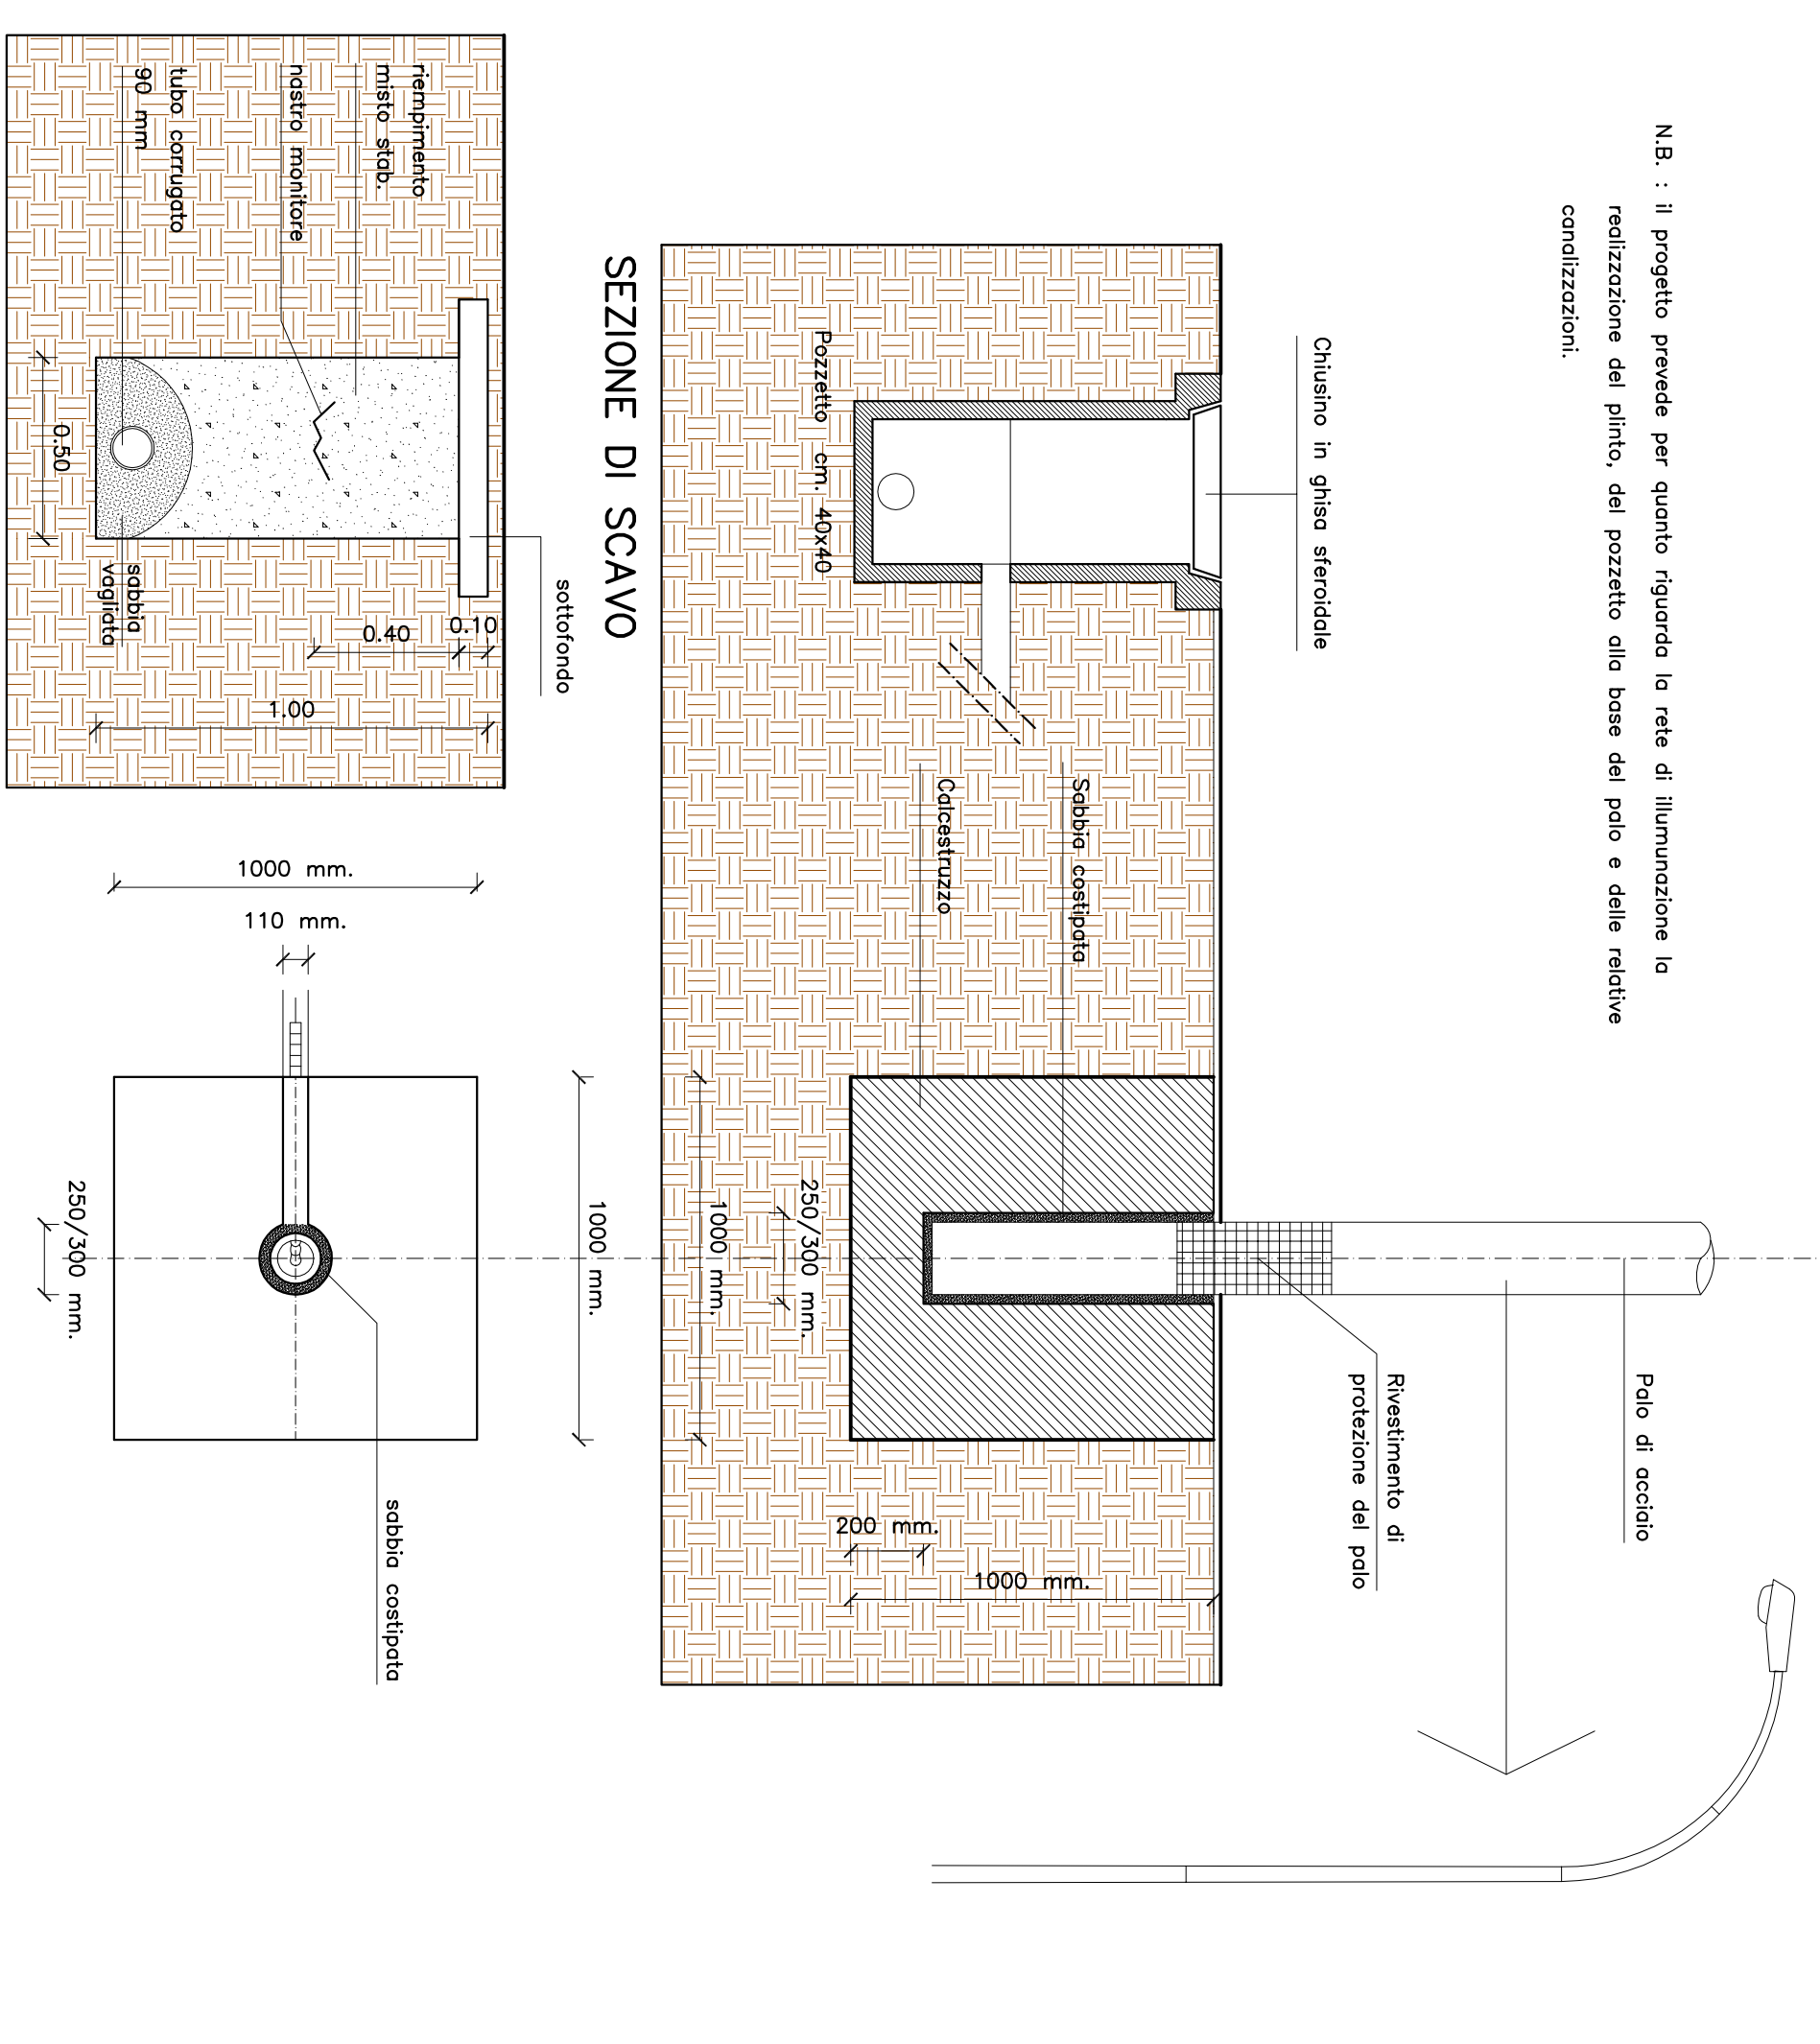 N.B. : il progetto prevede per quanto riguarda la rete di illumunazione la
realizzazione del plinto, del pozzetto alla base del palo e delle relative
canalizzazioni.
Palo di acciaio
Rivestimento di
protezione del palo
Chiusino in ghisa sferoidale
Sabbia costipata
Calcestruzzo
Pozzetto cm. 40x40
250/300 mm.
1000 mm.
200 mm.
1000 mm.
SEZIONE DI SCAVO
sottofondo
riempimento
misto stab.
nastro monitore
tubo corrugato
90 mm
sabbia
vagliata
0.10
0.40
1.00
0.50
1000 mm.
1000 mm.
110 mm.
250/300 mm.
sabbia costipata